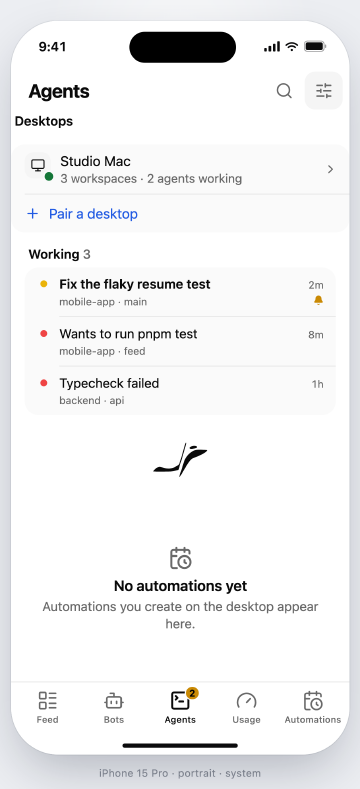 9:41
Agents
Desktops
Studio Mac
3 workspaces · 2 agents working
+ Pair a desktop
Working 3
Fix the flaky resume test 2m
mobile-app · main
Wants to run pnpm test 8m
mobile-app · feed
Typecheck failed 1h
backend · api
No automations yet
Automations you create on the desktop appear
here.
2
Feed Bots Agents Usage Automations
iPhone 15 Pro · portrait · system